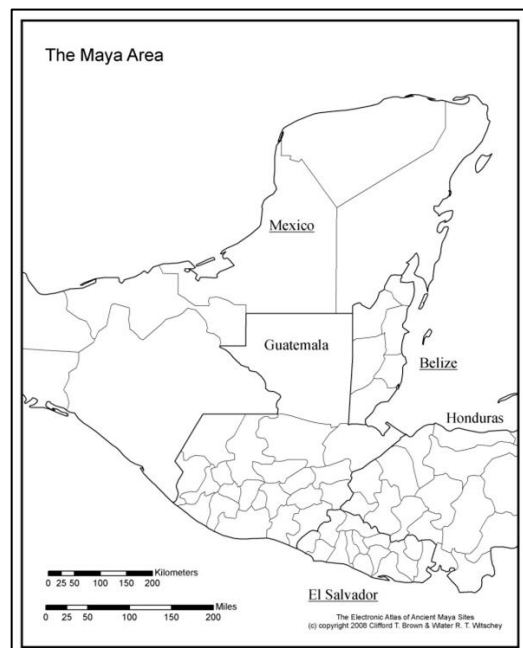 The Maya Area
Mexico
Guatemala
Belize
Honduras
Kilometers
0 25 50 100 150 200
Miles
0 25 50 100 150 200
El Salvador
The Electronic Atlas of Ancient Maya Sites
(c) copyright 2008 Clifford T. Brown & Walter R. T. Witschey